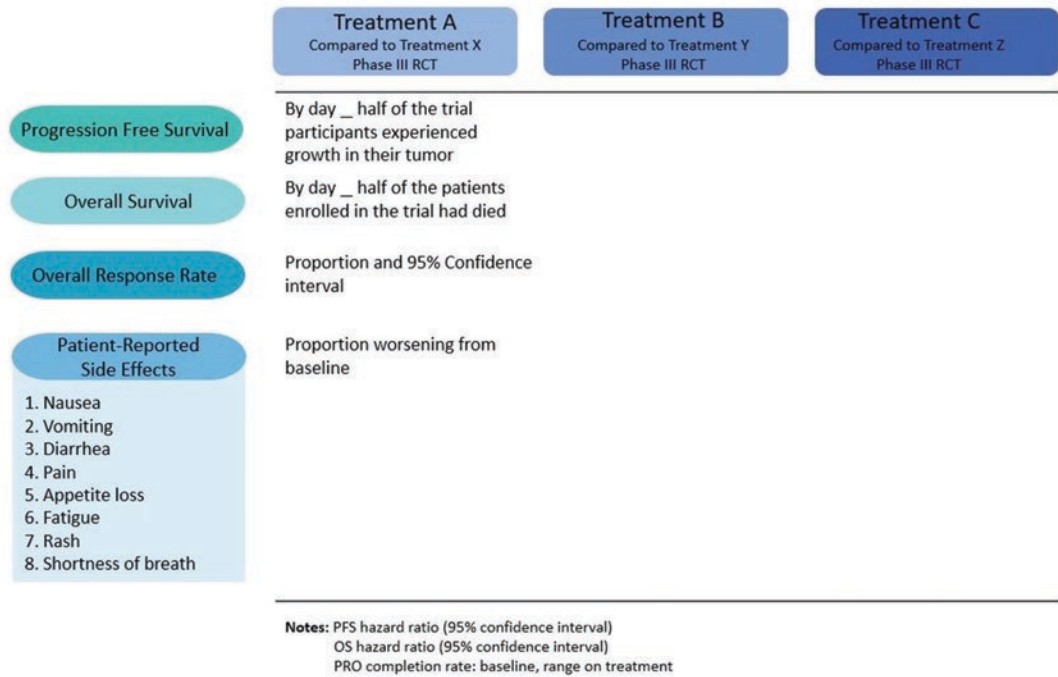 Treatment A
Compared to Treatment X
Phase III RCT
Treatment B
Compared to Treatment Y
Phase III RCT
Treatment C
Compared to Treatment Z
Phase III RCT
Progression Free Survival
By day _ half of the trial
participants experienced
growth in their tumor
Overall Survival
By day _ half of the patients
enrolled in the trial had died
Overall Response Rate
Proportion and 95% Confidence
interval
Patient-Reported
Side Effects
Proportion worsening from
baseline
1. Nausea
2. Vomiting
3. Diarrhea
4. Pain
5. Appetite loss
6. Fatigue
7. Rash
8. Shortness of breath
Notes: PFS hazard ratio (95% confidence interval)
OS hazard ratio (95% confidence interval)
PRO completion rate: baseline, range on treatment